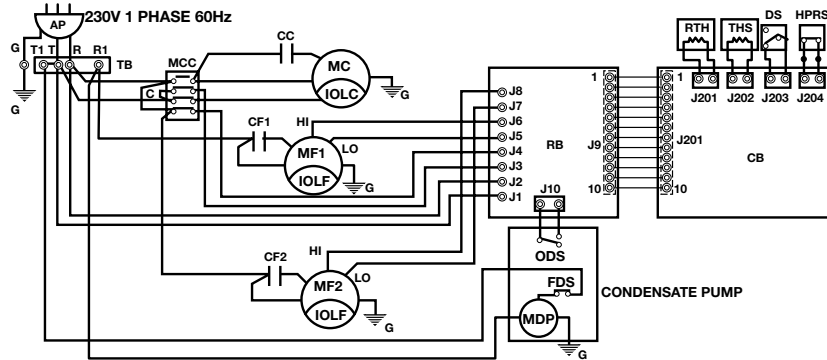 230V 1 PHASE 60Hz
AP
G
T1 T R R1
TB
G
MCC
C
CC
MC
IOLC
G
CF1
HI
LO
MF1
IOLF
G
CF2
HI
LO
MF2
IOLF
G
J8
J7
J6
J5
J4
J3
J2
J1
RB
1
J9
10
J10
1
J201
10
CB
RTH
THS
DS
HPRS
J201
J202
J203
J204
ODS
FDS
MDP
G
CONDENSATE PUMP